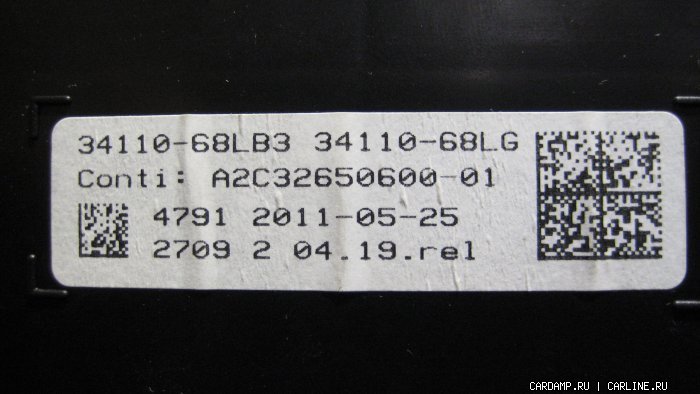 34110-68LB3 34110-68LG
Conti: A2C32650600-01
4791 2011-05-25
2709 2 04.19.rel
CARDAMP.RU | CARLINE.RU